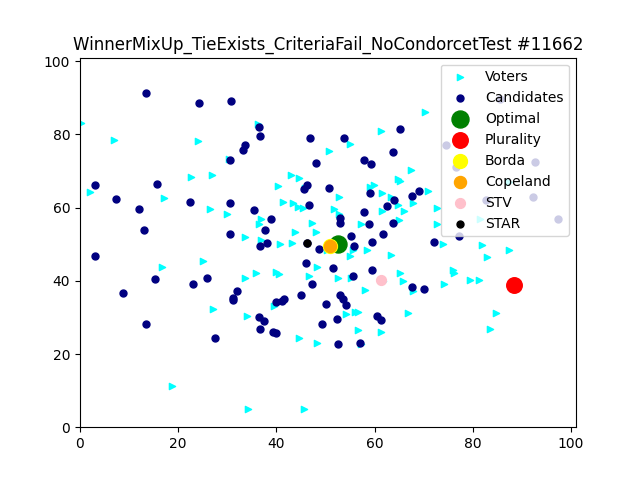 WinnerMixUp_TieExists_CriteriaFail_NoCondorcetTest #11662
100
80
60
40
20
0
0 20 40 60 80 100
Voters
Candidates
Optimal
Plurality
Borda
Copeland
STV
STAR